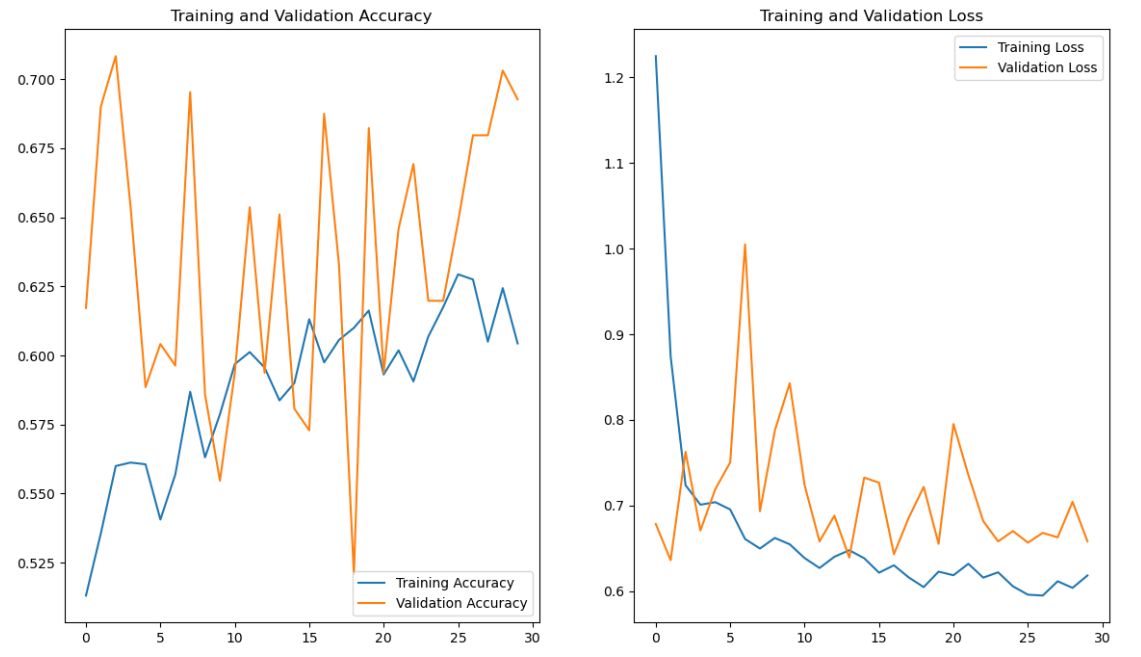 Training and Validation Accuracy
0.700
0.675
0.650
0.625
0.600
0.575
0.550
0.525
0 5 10 15 20 25 30
Training Accuracy
Validation Accuracy
Training and Validation Loss
1.2
1.1
1.0
0.9
0.8
0.7
0.6
0 5 10 15 20 25 30
Training Loss
Validation Loss